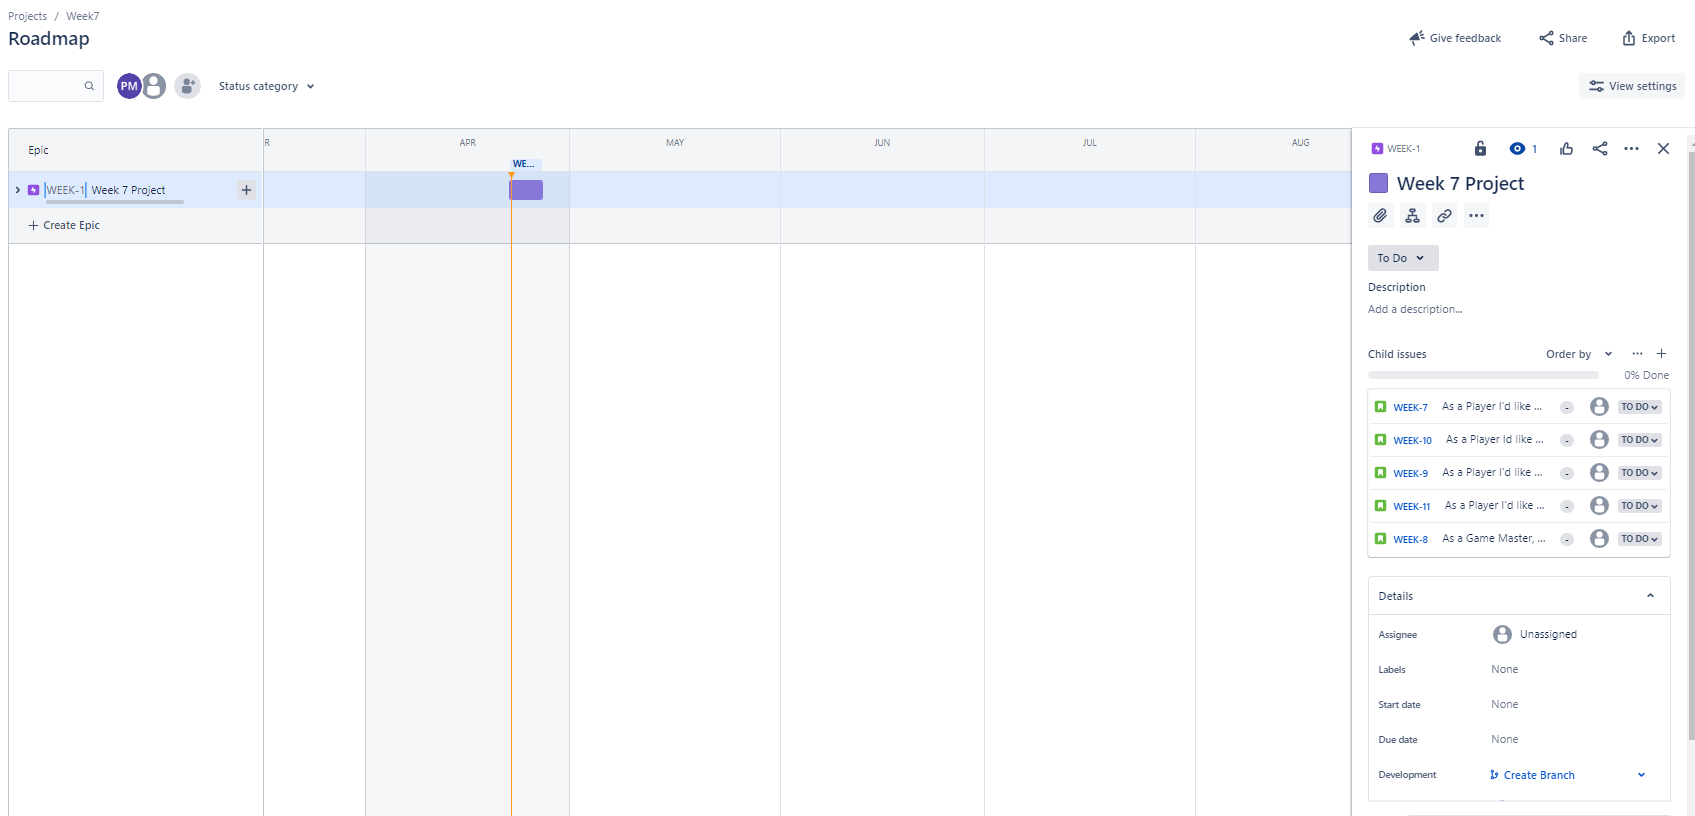 Projects / Week7
Roadmap
Give feedback
Share
Export
PM
Status category
View settings
Epic
R
APR
MAY
JUN
JUL
AUG
WE...
WEEK-1 Week 7 Project
+ Create Epic
WEEK-1
1
Week 7 Project
To Do
Description
Add a description...
Child issues
Order by
0% Done
WEEK-7 As a Player I'd like ... - TO DO
WEEK-10 As a Player Id like ... - TO DO
WEEK-9 As a Player I'd like ... - TO DO
WEEK-11 As a Player I'd like ... - TO DO
WEEK-8 As a Game Master, ... - TO DO
Details
Assignee Unassigned
Labels None
Start date None
Due date None
Development Create Branch